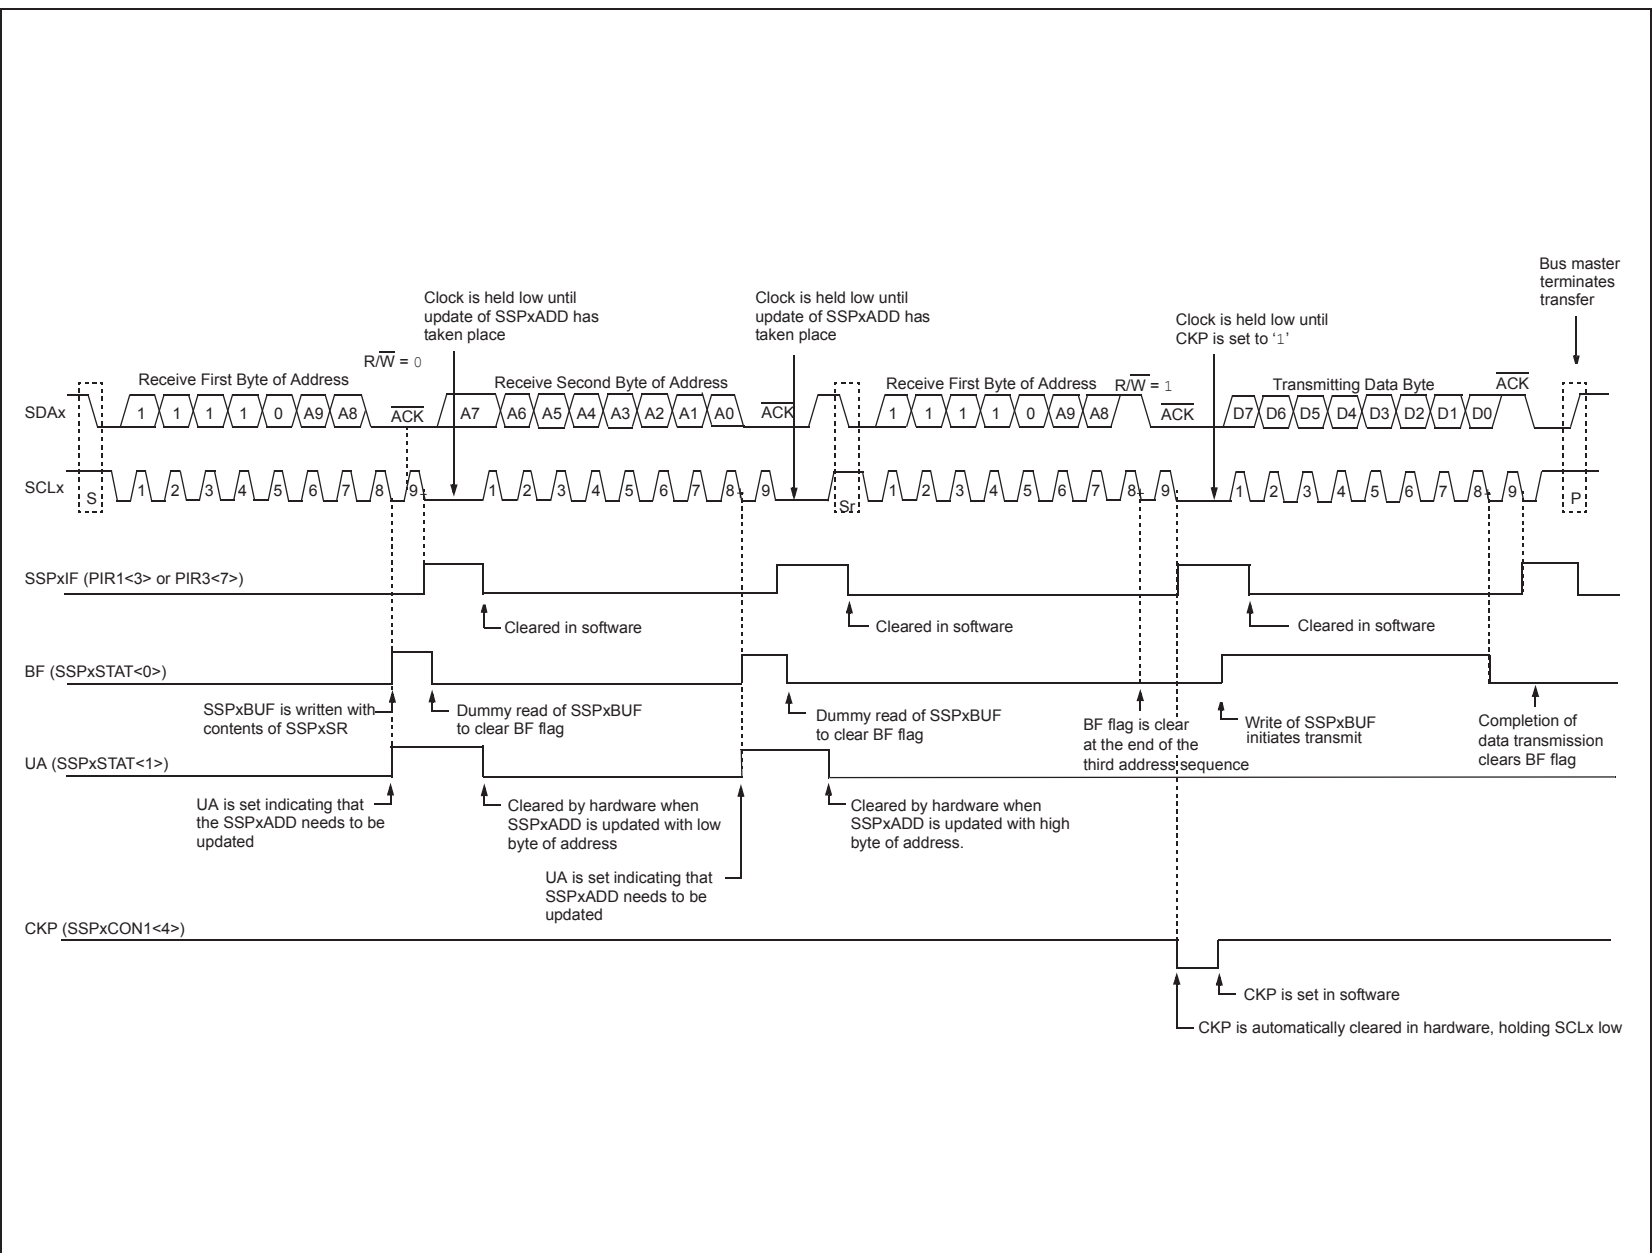 Bus master
terminates
transfer
Clock is held low until
update of SSPxADD has
taken place
Clock is held low until
update of SSPxADD has
taken place
Clock is held low until
CKP is set to ‘1’
R/W = 0
Receive First Byte of Address
Receive Second Byte of Address
Receive First Byte of Address
R/W = 1
Transmitting Data Byte
ACK
SDAx
1 1 1 1 0 A9 A8
ACK
A7 A6 A5 A4 A3 A2 A1 A0
ACK
1 1 1 1 0 A9 A8
ACK
D7 D6 D5 D4 D3 D2 D1 D0
SCLx
S
1 2 3 4 5 6 7 8 9
1 2 3 4 5 6 7 8 9
Sr
1 2 3 4 5 6 7 8 9
1 2 3 4 5 6 7 8 9
P
SSPxIF (PIR1<3> or PIR3<7>)
Cleared in software
Cleared in software
Cleared in software
BF (SSPxSTAT<0>)
SSPxBUF is written with
contents of SSPxSR
Dummy read of SSPxBUF
to clear BF flag
Dummy read of SSPxBUF
to clear BF flag
BF flag is clear
at the end of the
third address sequence
Write of SSPxBUF
initiates transmit
Completion of
data transmission
clears BF flag
UA (SSPxSTAT<1>)
UA is set indicating that
the SSPxADD needs to be
updated
Cleared by hardware when
SSPxADD is updated with low
byte of address
UA is set indicating that
SSPxADD needs to be
updated
Cleared by hardware when
SSPxADD is updated with high
byte of address.
CKP (SSPxCON1<4>)
CKP is set in software
CKP is automatically cleared in hardware, holding SCLx low